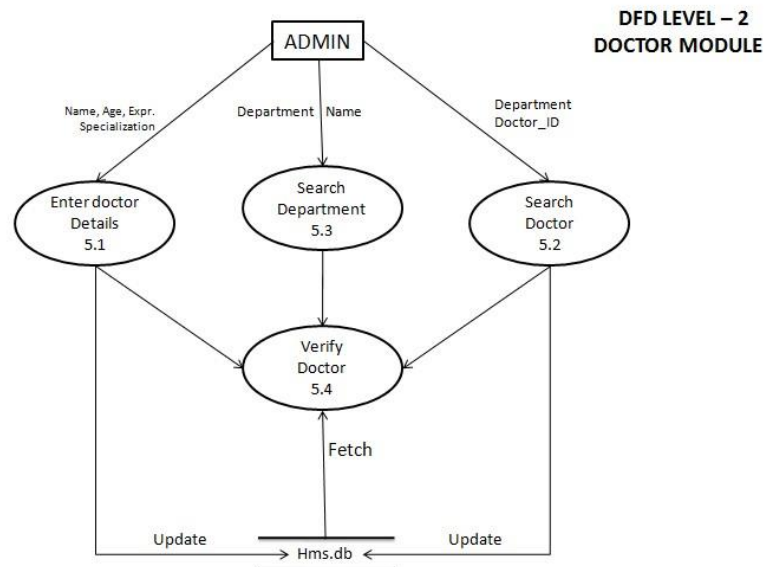 DFD LEVEL – 2
DOCTOR MODULE
ADMIN
Name, Age, Expr.
Specialization
Department Name
Department
Doctor_ID
Enter doctor
Details
5.1
Search
Department
5.3
Search
Doctor
5.2
Verify
Doctor
5.4
Fetch
Update
Hms.db
Update